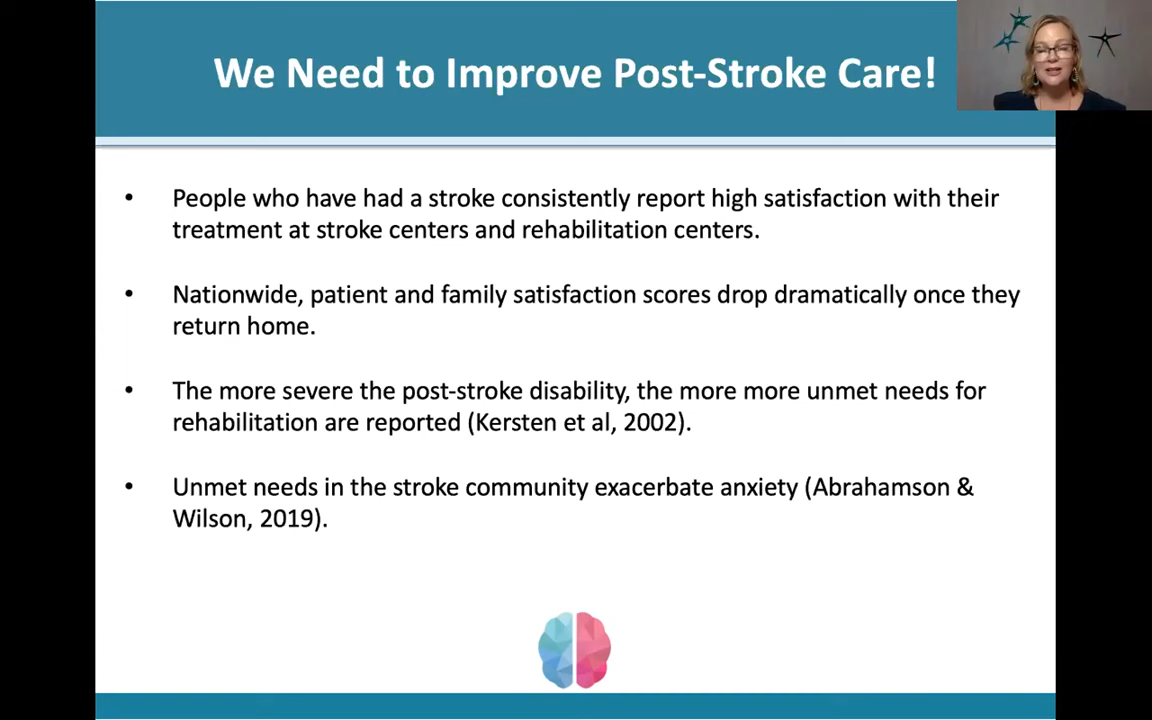 We Need to Improve Post-Stroke Care!
• People who have had a stroke consistently report high satisfaction with their
treatment at stroke centers and rehabilitation centers.
• Nationwide, patient and family satisfaction scores drop dramatically once they
return home.
• The more severe the post-stroke disability, the more more unmet needs for
rehabilitation are reported (Kersten et al, 2002).
• Unmet needs in the stroke community exacerbate anxiety (Abrahamson &
Wilson, 2019).